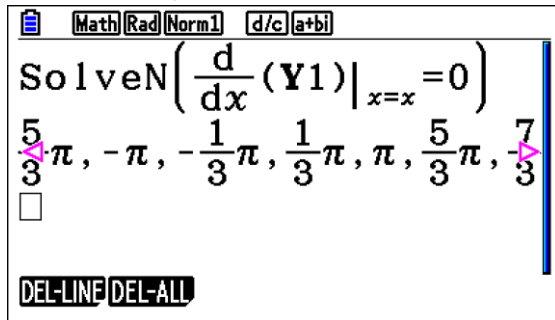 Math Rad Norm1 d/c a+bi
SolveN(d/dx(Y1)|x=x=0)
5/3π, -π, -1/3π, 1/3π, π, 5/3π, 7/3
DEL-LINE DEL-ALL